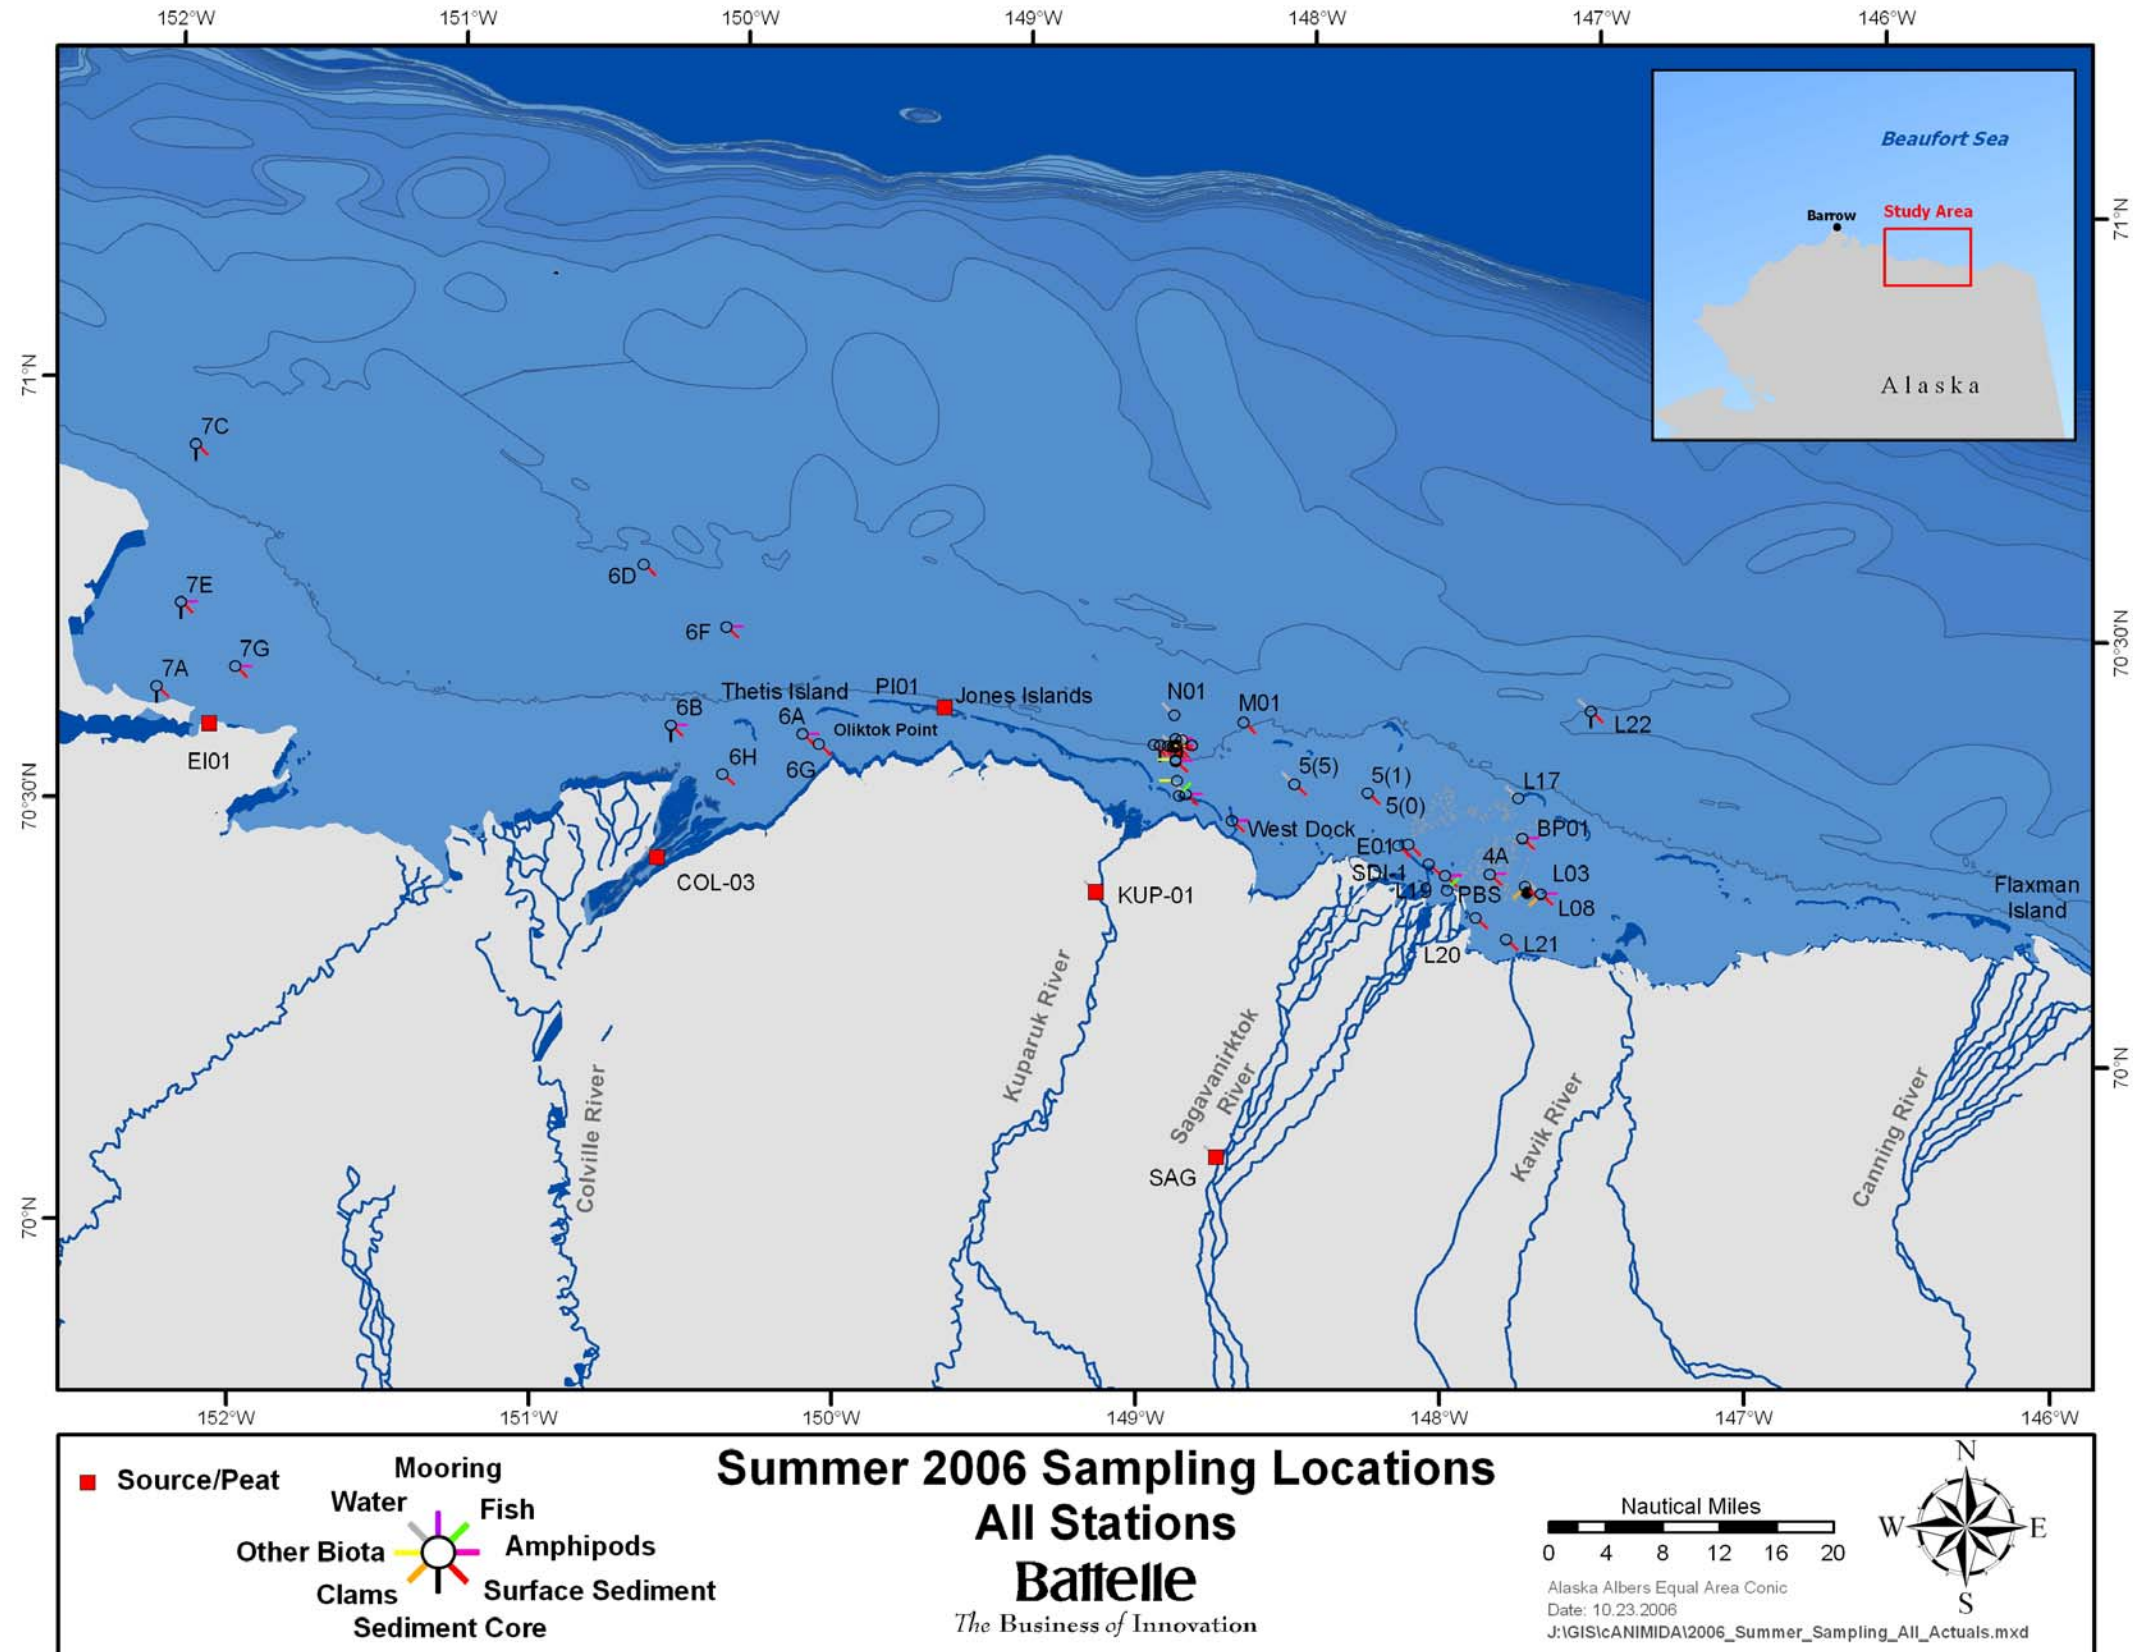 152°W 151°W 150°W 149°W 148°W 147°W 146°W
Beaufort Sea
Barrow
Study Area
Alaska
71°N
71°N
7C
7E
7G
7A
EI01
6D
6F
70°30'N
Thetis Island
PI01
Jones Islands
6B
6A
Oliktok Point
6H
6G
N01
M01
L22
5(5)
5(1)
5(0)
L17
70°30'N
West Dock
BP01
E01
4A
SDI-1
L19
PBS
L03
L08
L20
L21
Flaxman
Island
COL-03
KUP-01
SAG
Colville River
Kuparuk River
Sagavanirktok
River
Kavik River
Canning River
70°N
70°N
152°W 151°W 150°W 149°W 148°W 147°W 146°W
Source/Peat
Mooring
Water
Fish
Other Biota
Amphipods
Clams
Surface Sediment
Sediment Core
Summer 2006 Sampling Locations
All Stations
Battelle
The Business of Innovation
Nautical Miles
0 4 8 12 16 20
Alaska Albers Equal Area Conic
Date: 10.23.2006
J:\GIS\cANIMIDA\2006_Summer_Sampling_All_Actuals.mxd
N
W
E
S